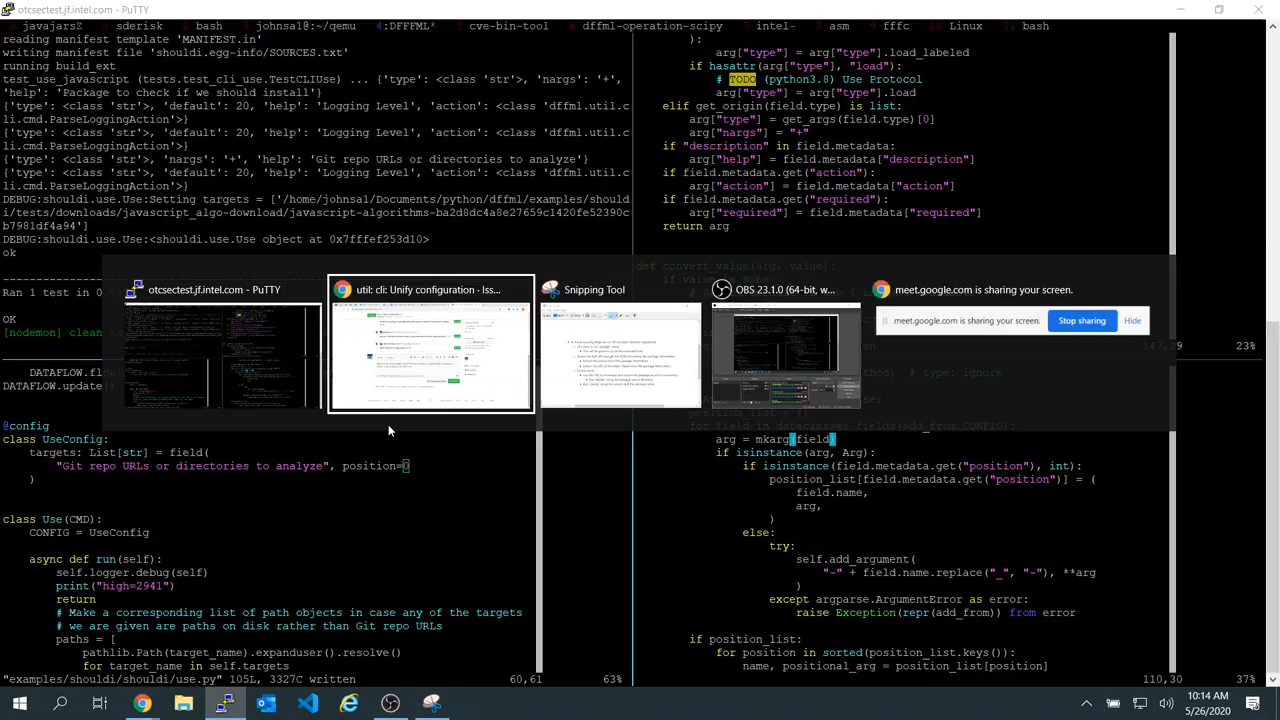 otcsectest.jf.intel.com - PuTTY
javajarsZ sderisk bash johnsa1@:~/qemu 4:DFFFML* cve-bin-tool dffml-operation-scipy intel- asm fffc Linux bash
reading manifest template 'MANIFEST.in'
writing manifest file 'shouldi.egg-info/SOURCES.txt'
running build_ext
test_use_javascript (tests.test_cli_use.TestCLIUse) ... {'type': <class 'str'>, 'nargs': '+',
'help': 'Package to check if we should install'}
{'type': <class 'str'>, 'default': 20, 'help': 'Logging Level', 'action': <class 'dffml.util.c
li.cmd.ParseLoggingAction'>}
{'type': <class 'str'>, 'default': 20, 'help': 'Logging Level', 'action': <class 'dffml.util.c
li.cmd.ParseLoggingAction'>}
{'type': <class 'str'>, 'nargs': '+', 'help': 'Git repo URLs or directories to analyze'}
{'type': <class 'str'>, 'default': 20, 'help': 'Logging Level', 'action': <class 'dffml.util.c
li.cmd.ParseLoggingAction'>}
DEBUG:shouldi.use.Use:Setting targets = ['/home/johnsa1/Documents/python/dffml/examples/should
i/tests/downloads/javascript_algo-download/javascript-algorithms-ba2d8dc4a8e27659c1420fe52390c
b7981df4a94']
DEBUG:shouldi.use.Use:<shouldi.use.Use object at 0x7fffef253d10>
ok
Ran 1 test in 0.
[nodemon] clean
):
arg["type"] = arg["type"].load_labeled
if hasattr(arg["type"], "load"):
# TODO (python3.8) Use Protocol
arg["type"] = arg["type"].load
elif get_origin(field.type) is list:
arg["type"] = get_args(field.type)[0]
arg["nargs"] = "+"
if "description" in field.metadata:
arg["help"] = field.metadata["description"]
if field.metadata.get("action"):
arg["action"] = field.metadata["action"]
if field.metadata.get("required"):
arg["required"] = field.metadata["required"]
return arg
def convert_value(arg, value):
otcsectest.jf.intel.com - PuTTY
util: cli: Unify configuration · Iss...
Snipping Tool
OBS 23.1.0 (64-bit, w...
meet.google.com is sharing your screen.
meet.google.com is sharing your screen. Stop sharing Hide
23%
@config
class UseConfig:
targets: List[str] = field(
"Git repo URLs or directories to analyze", position=0
)
class Use(CMD):
CONFIG = UseConfig
async def run(self):
self.logger.debug(self)
print("high=2941")
return
# Make a corresponding list of path objects in case any of the targets
# we are given are paths on disk rather than Git repo URLs
paths = [
pathlib.Path(target_name).expanduser().resolve()
for target_name in self.targets
"examples/shouldi/shouldi/use.py" 105L, 3327C written 60,61 63%
for field in dataclasses.fields(add_from.CONFIG):
arg = mkarg(field)
if isinstance(arg, Arg):
if isinstance(field.metadata.get("position"), int):
position_list[field.metadata.get("position")] = (
field.name,
arg,
)
else:
try:
self.add_argument(
"-" + field.name.replace("_", "-"), **arg
)
except argparse.ArgumentError as error:
raise Exception(repr(add_from)) from error
if position_list:
for position in sorted(position_list.keys()):
name, positional_arg = position_list[position]
110,30 37%
10:14 AM
5/26/2020